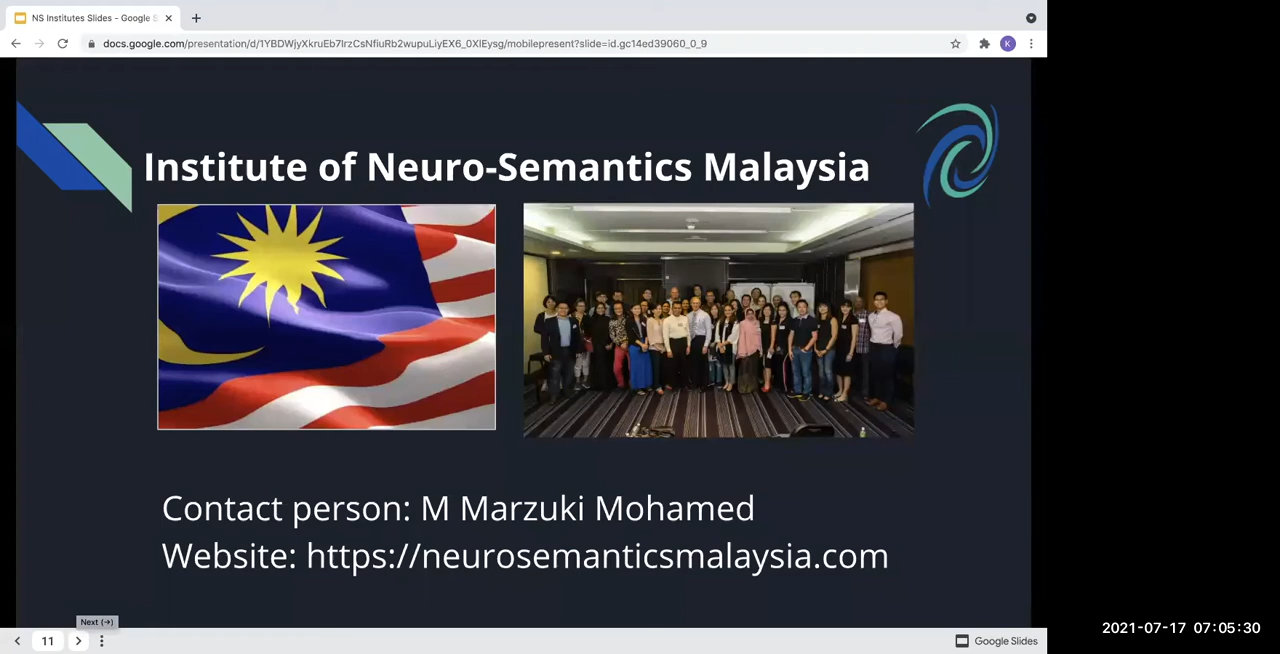 NS Institutes Slides - Google S
docs.google.com/presentation/d/1YBDWjyXkruEb7lrzCsNfiuRb2wupuLiyEX6_0XlEysg/mobilepresent?slide=id.gc14ed39060_0_9
K
Institute of Neuro-Semantics Malaysia
Contact person: M Marzuki Mohamed
Website: https://neurosemanticsmalaysia.com
Next (→)
11
Google Slides
2021-07-17 07:05:30